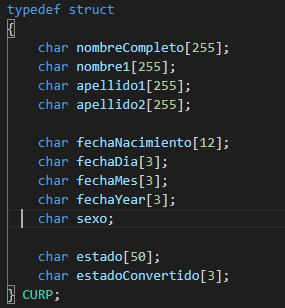 typedef struct
{
    char nombreCompleto[255];
    char nombre1[255];
    char apellido1[255];
    char apellido2[255];

    char fechaNacimiento[12];
    char fechaDia[3];
    char fechaMes[3];
    char fechaYear[3];
    char sexo;

    char estado[50];
    char estadoConvertido[3];
} CURP;